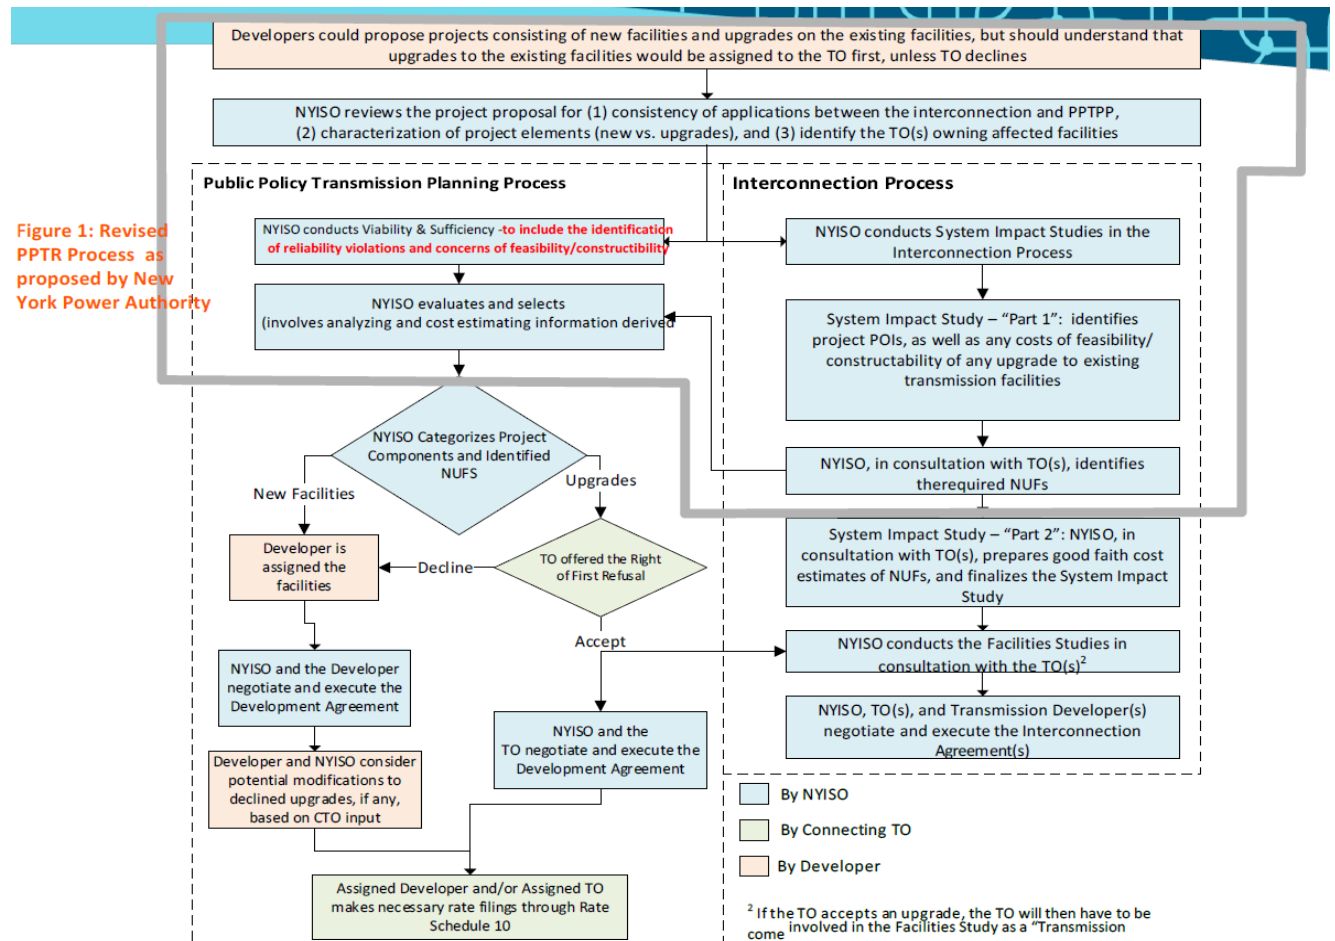 Developers could propose projects consisting of new facilities and upgrades on the existing facilities, but should understand that
upgrades to the existing facilities would be assigned to the TO first, unless TO declines
NYISO reviews the project proposal for (1) consistency of applications between the interconnection and PPTPP,
(2) characterization of project elements (new vs. upgrades), and (3) identify the TO(s) owning affected facilities
Public Policy Transmission Planning Process
Interconnection Process
Figure 1: Revised
PPTR Process as
proposed by New
York Power Authority
NYISO conducts Viability & Sufficiency -to include the identification
of reliability violations and concerns of feasibility/constructibility
NYISO conducts System Impact Studies in the
Interconnection Process
NYISO evaluates and selects
(involves analyzing and cost estimating information derived
System Impact Study – “Part 1”: identifies
project POIs, as well as any costs of feasibility/
constructability of any upgrade to existing
transmission facilities
NYISO Categorizes Project
Components and Identified
NUFS
NYISO, in consultation with TO(s), identifies
therequired NUFs
New Facilities
Upgrades
System Impact Study – “Part 2”: NYISO, in
consultation with TO(s), prepares good faith cost
estimates of NUFs, and finalizes the System Impact
Study
Developer is
assigned the
facilities
Decline
TO offered the Right
of First Refusal
Accept
NYISO conducts the Facilities Studies in
consultation with the TO(s)2
NYISO and the Developer
negotiate and execute the
Development Agreement
NYISO and the
TO negotiate and execute the
Development Agreement
NYISO, TO(s), and Transmission Developer(s)
negotiate and execute the Interconnection
Agreement(s)
Developer and NYISO consider
potential modifications to
declined upgrades, if any,
based on CTO input
By NYISO
By Connecting TO
By Developer
Assigned Developer and/or Assigned TO
makes necessary rate filings through Rate
Schedule 10
2 If the TO accepts an upgrade, the TO will then have to be
come involved in the Facilities Study as a “Transmission